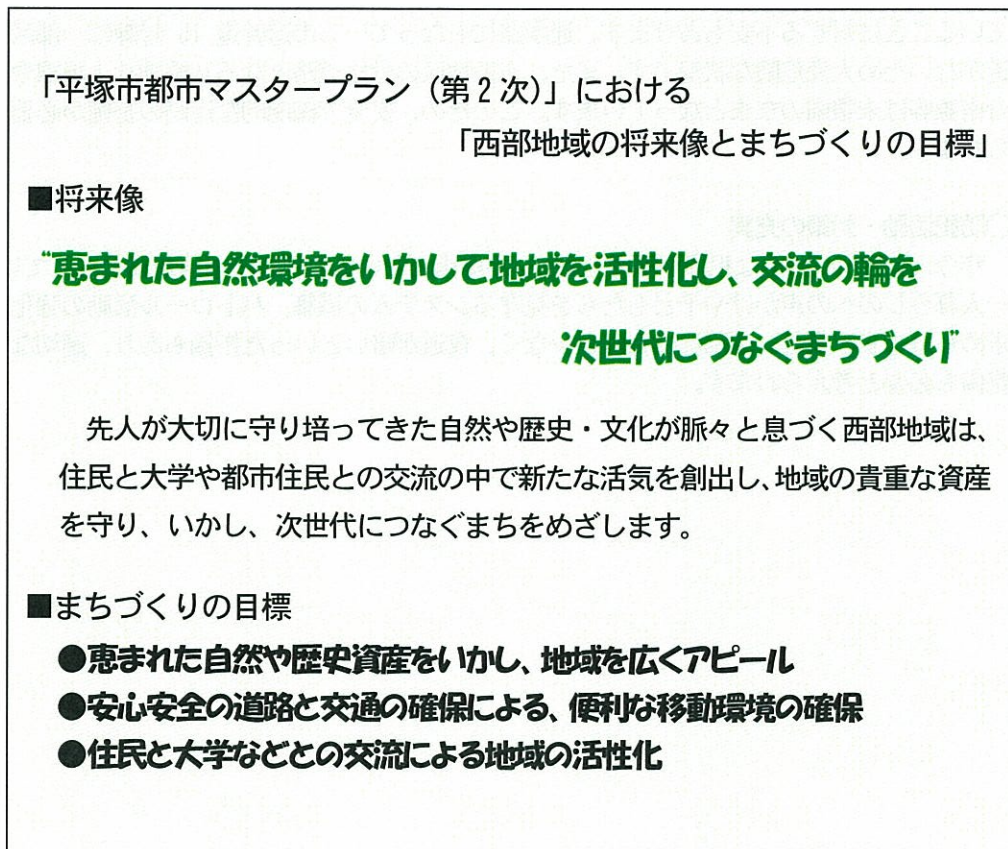 「平塚市都市マスタープラン（第２次）」における
「西部地域の将来像とまちづくりの目標」
■将来像
“恵まれた自然環境をいかして地域を活性化し、交流の輪を
次世代につなぐまちづくり”
先人が大切に守り培ってきた自然や歴史・文化が脈々と息づく西部地域は、
住民と大学や都市住民との交流の中で新たな活気を創出し、地域の貴重な資産
を守り、いかし、次世代につなぐまちをめざします。
■まちづくりの目標
●恵まれた自然や歴史資産をいかし、地域を広くアピール
●安心安全の道路と交通の確保による、便利な移動環境の確保
●住民と大学などとの交流による地域の活性化